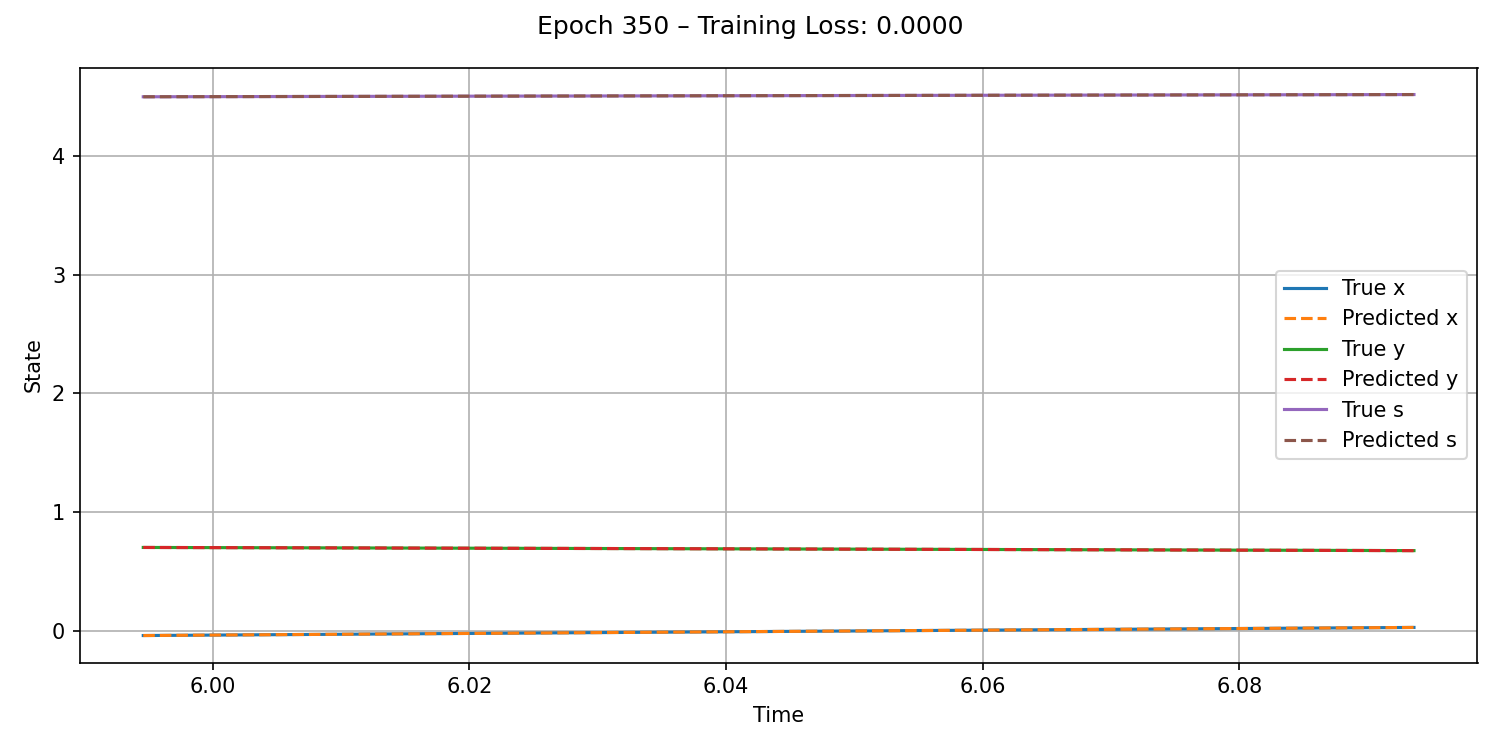 Epoch 350 – Training Loss: 0.0000
4
3
2
1
0
State
True x
Predicted x
True y
Predicted y
True s
Predicted s
6.00 6.02 6.04 6.06 6.08
Time